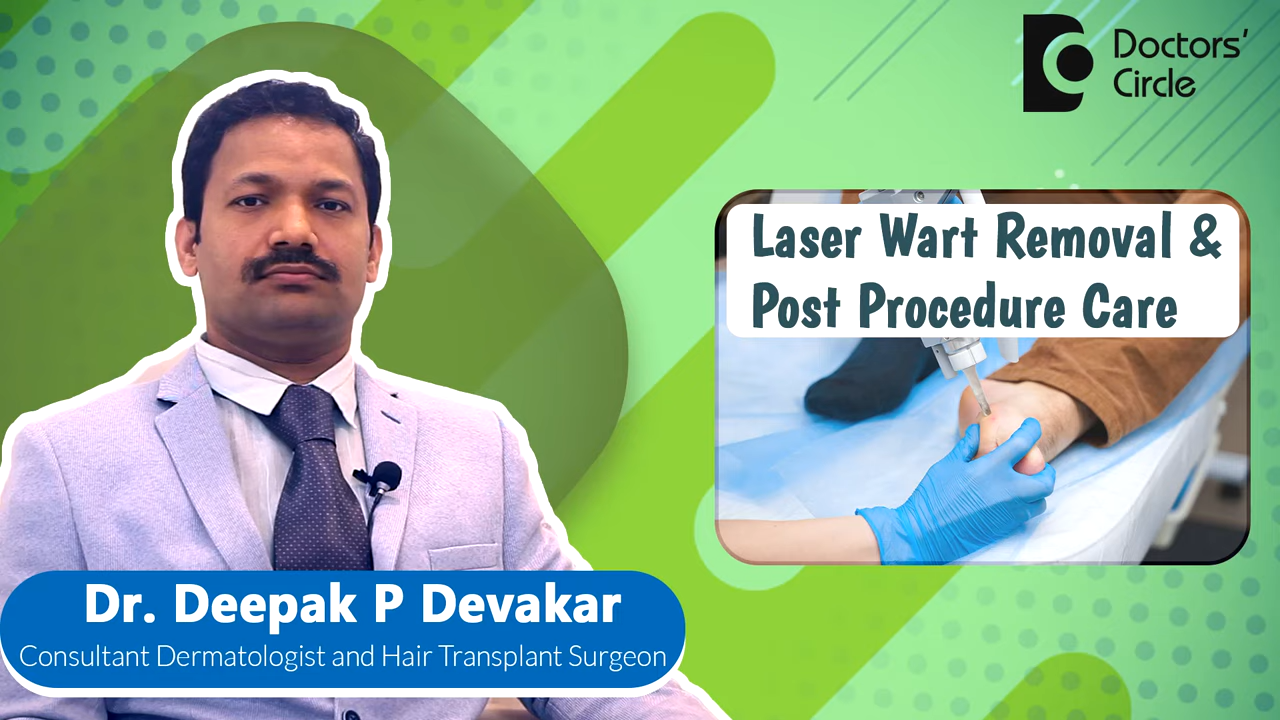 Doctors'
Circle
Laser Wart Removal &
Post Procedure Care
Dr. Deepak P Devakar
Consultant Dermatologist and Hair Transplant Surgeon